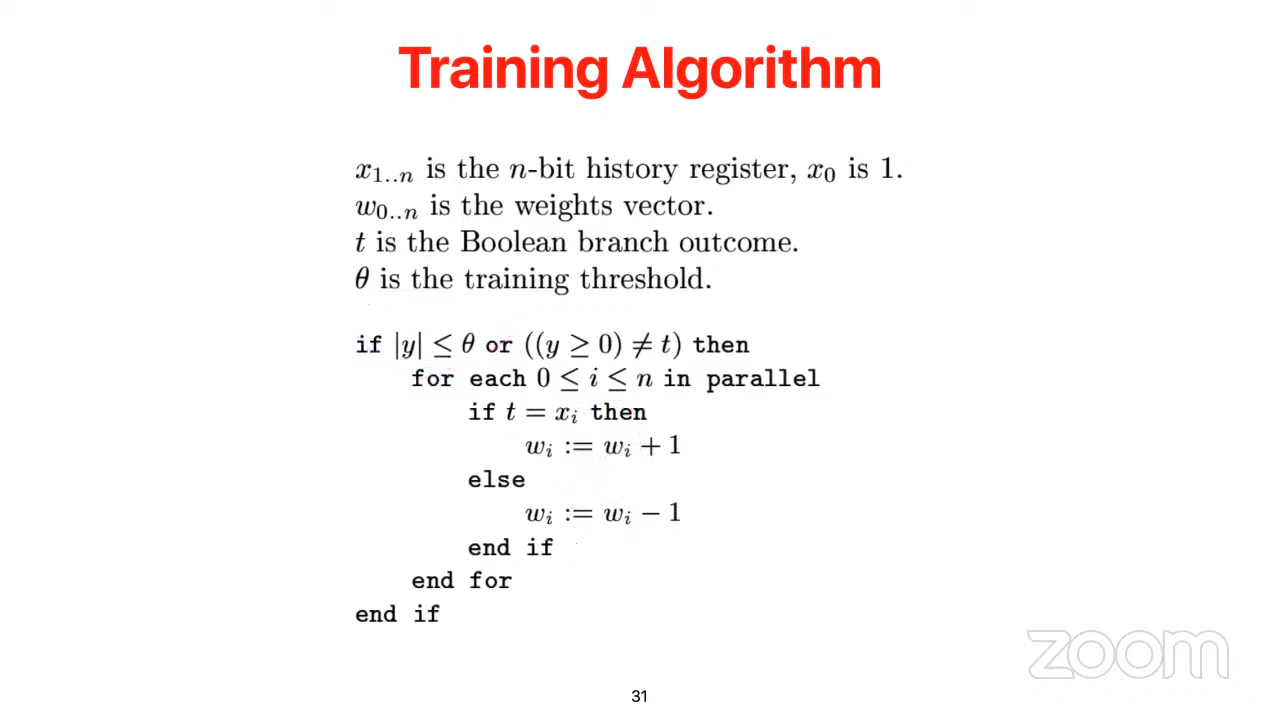 Training Algorithm
x₁..ₙ is the n-bit history register, x₀ is 1.
w₀..ₙ is the weights vector.
t is the Boolean branch outcome.
θ is the training threshold.
if |y| ≤ θ or ((y ≥ 0) ≠ t) then
for each 0 ≤ i ≤ n in parallel
if t = xᵢ then
wᵢ := wᵢ + 1
else
wᵢ := wᵢ − 1
end if
end for
end if
zoom
31